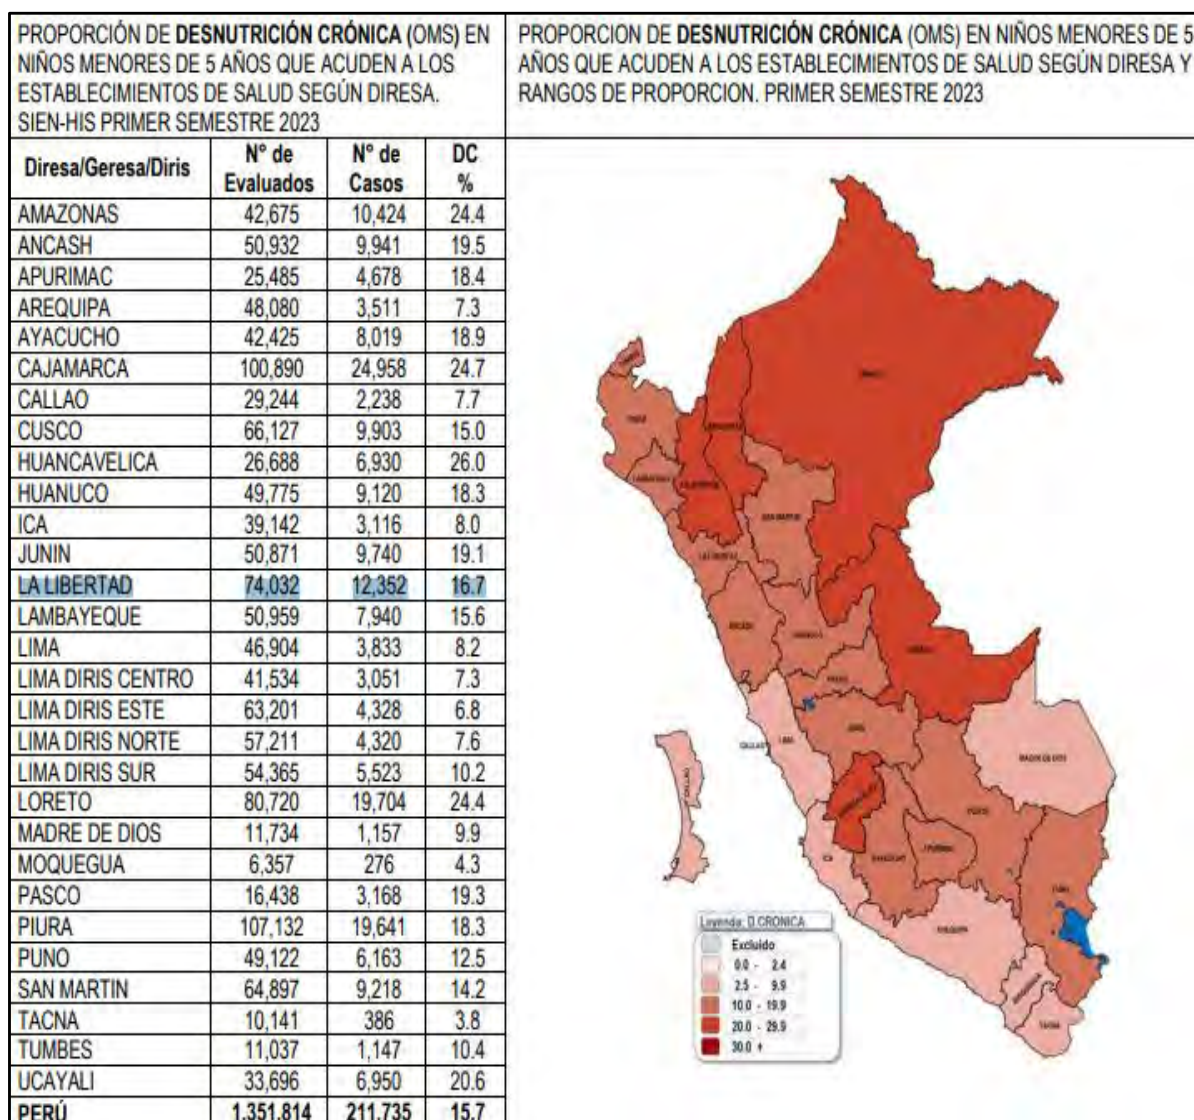 PROPORCIÓN DE DESNUTRICIÓN CRÓNICA (OMS) EN
NIÑOS MENORES DE 5 AÑOS QUE ACUDEN A LOS
ESTABLECIMIENTOS DE SALUD SEGÚN DIRESA.
SIEN-HIS PRIMER SEMESTRE 2023
Diresa/Geresa/Diris N° de Evaluados N° de Casos DC %
AMAZONAS 42,675 10,424 24.4
ANCASH 50,932 9,941 19.5
APURIMAC 25,485 4,678 18.4
AREQUIPA 48,080 3,511 7.3
AYACUCHO 42,425 8,019 18.9
CAJAMARCA 100,890 24,958 24.7
CALLAO 29,244 2,238 7.7
CUSCO 66,127 9,903 15.0
HUANCAVELICA 26,688 6,930 26.0
HUANUCO 49,775 9,120 18.3
ICA 39,142 3,116 8.0
JUNIN 50,871 9,740 19.1
LA LIBERTAD 74,032 12,352 16.7
LAMBAYEQUE 50,959 7,940 15.6
LIMA 46,904 3,833 8.2
LIMA DIRIS CENTRO 41,534 3,051 7.3
LIMA DIRIS ESTE 63,201 4,328 6.8
LIMA DIRIS NORTE 57,211 4,320 7.6
LIMA DIRIS SUR 54,365 5,523 10.2
LORETO 80,720 19,704 24.4
MADRE DE DIOS 11,734 1,157 9.9
MOQUEGUA 6,357 276 4.3
PASCO 16,438 3,168 19.3
PIURA 107,132 19,641 18.3
PUNO 49,122 6,163 12.5
SAN MARTIN 64,897 9,218 14.2
TACNA 10,141 386 3.8
TUMBES 11,037 1,147 10.4
UCAYALI 33,696 6,950 20.6
PERÚ 1,351,814 211,735 15.7
PROPORCION DE DESNUTRICIÓN CRÓNICA (OMS) EN NIÑOS MENORES DE 5
AÑOS QUE ACUDEN A LOS ESTABLECIMIENTOS DE SALUD SEGÚN DIRESA Y
RANGOS DE PROPORCION. PRIMER SEMESTRE 2023
SAN MARTIN
CALLAO
LIMA
MADRE DE DIOS
CALLAO
ICA
Leyenda: D.CRONICA
Excluido
0.0 - 2.4
2.5 - 9.9
10.0 - 19.9
20.0 - 29.9
30.0 +